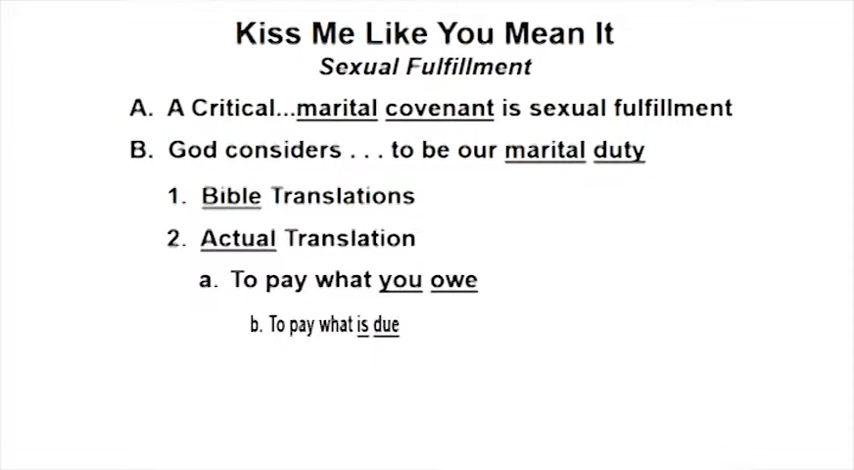 Kiss Me Like You Mean It
Sexual Fulfillment
A. A Critical...marital covenant is sexual fulfillment
B. God considers . . . to be our marital duty
1. Bible Translations
2. Actual Translation
a. To pay what you owe
b. To pay what is due